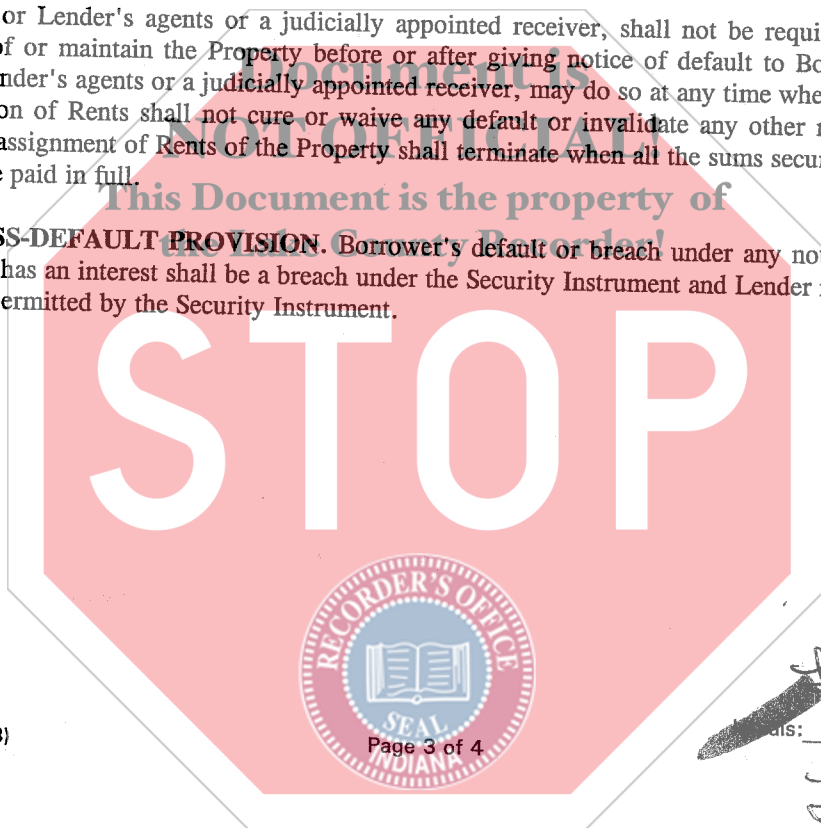 or Lender's agents or a judicially appointed receiver, shall not be requi
of or maintain the Property before or after giving notice of default to Bo
nder's agents or a judicially appointed receiver, may do so at any time whe
on of Rents shall not cure or waive any default or invalidate any other r
assignment of Rents of the Property shall terminate when all the sums secur
e paid in full.
SS-DEFAULT PROVISION. Borrower's default or breach under any not
has an interest shall be a breach under the Security Instrument and Lender
ermitted by the Security Instrument.
Document is
NOT OFFICIAL!
This Document is the property of
the Lake County Recorder!
STOP
RECORDER'S OFFICE
SEAL
INDIANA
Page 3 of 4